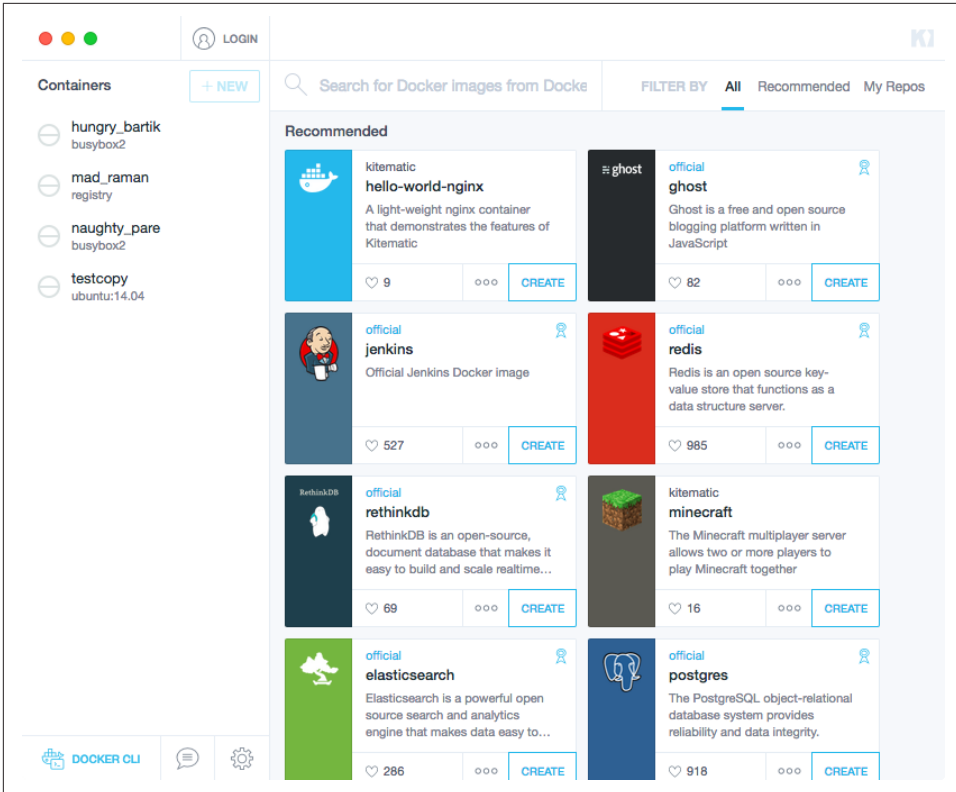 LOGIN
Containers
+ NEW
Search for Docker images from Docke
FILTER BY All Recommended My Repos
hungry_bartik
busybox2
mad_raman
registry
naughty_pare
busybox2
testcopy
ubuntu:14.04
DOCKER CLI
Recommended
kitematic
hello-world-nginx
A light-weight nginx container
that demonstrates the features of
Kitematic
9
CREATE
ghost
official
ghost
Ghost is a free and open source
blogging platform written in
JavaScript
82
CREATE
official
jenkins
Official Jenkins Docker image
527
CREATE
official
redis
Redis is an open source key-
value store that functions as a
data structure server.
985
CREATE
RethinkDB
official
rethinkdb
RethinkDB is an open-source,
document database that makes it
easy to build and scale realtime...
69
CREATE
kitematic
minecraft
The Minecraft multiplayer server
allows two or more players to
play Minecraft together
16
CREATE
official
elasticsearch
Elasticsearch is a powerful open
source search and analytics
engine that makes data easy to...
286
CREATE
official
postgres
The PostgreSQL object-relational
database system provides
reliability and data integrity.
918
CREATE